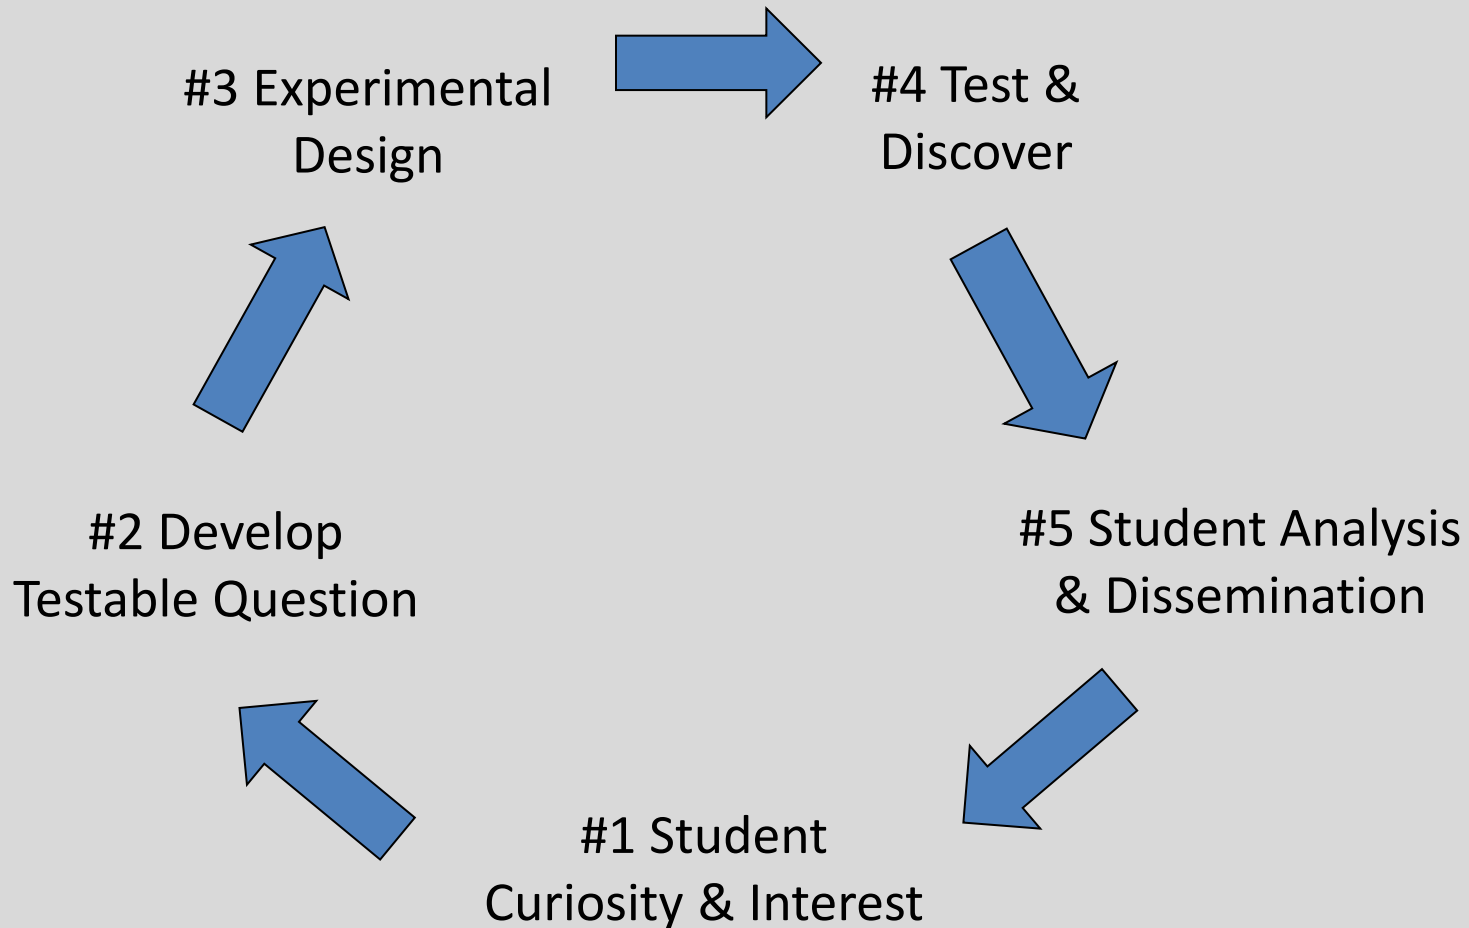 #3 Experimental
Design
#4 Test &
Discover
#2 Develop
Testable Question
#5 Student Analysis
& Dissemination
#1 Student
Curiosity & Interest